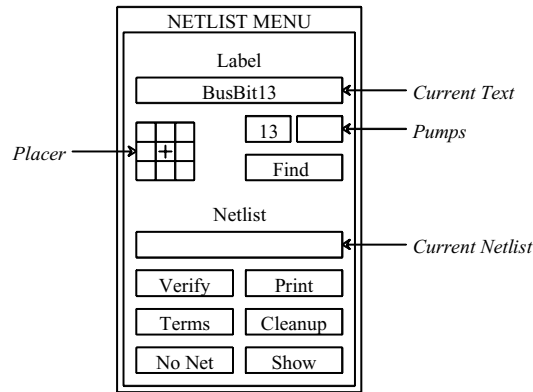 NETLIST MENU
Label
BusBit13
Current Text
13
Pumps
Placer
Find
Netlist
Current Netlist
Verify Print
Terms Cleanup
No Net Show